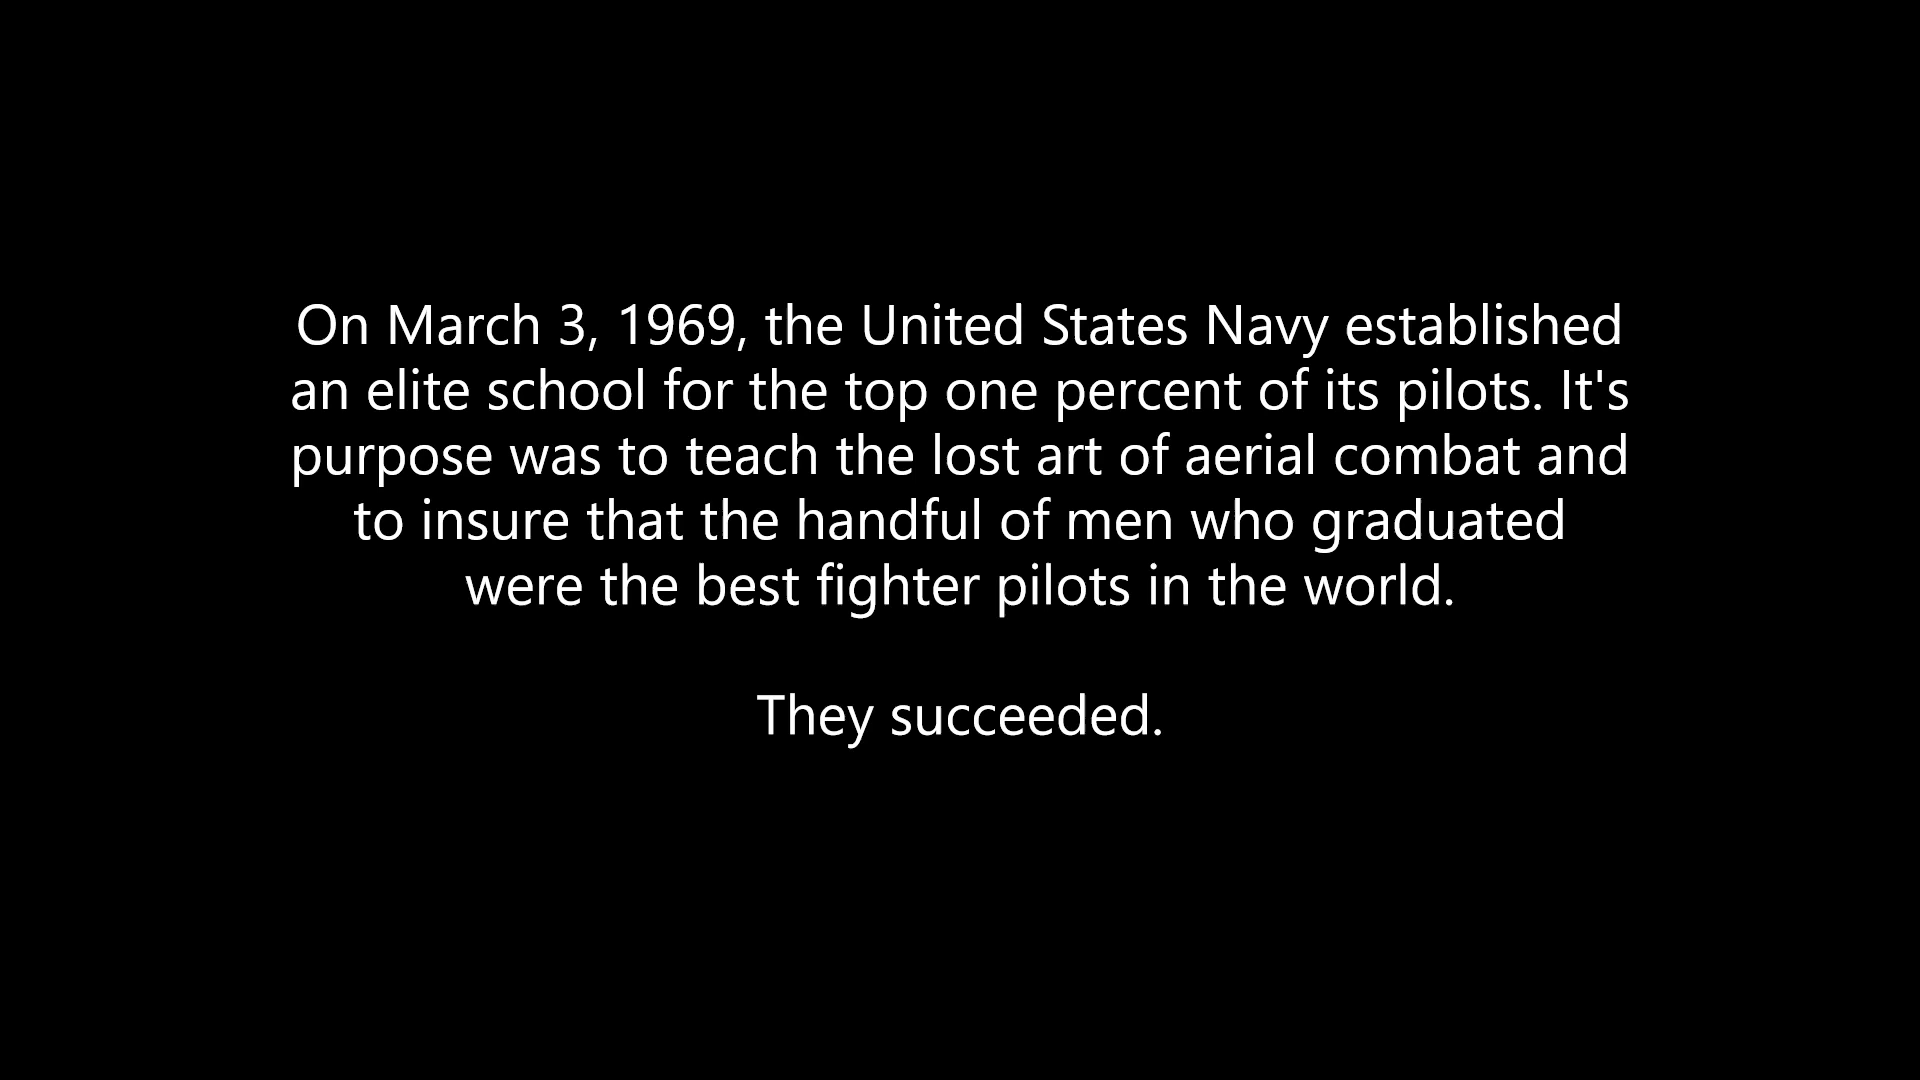 On March 3, 1969, the United States Navy established
an elite school for the top one percent of its pilots. It's
purpose was to teach the lost art of aerial combat and
to insure that the handful of men who graduated
were the best fighter pilots in the world.
They succeeded.